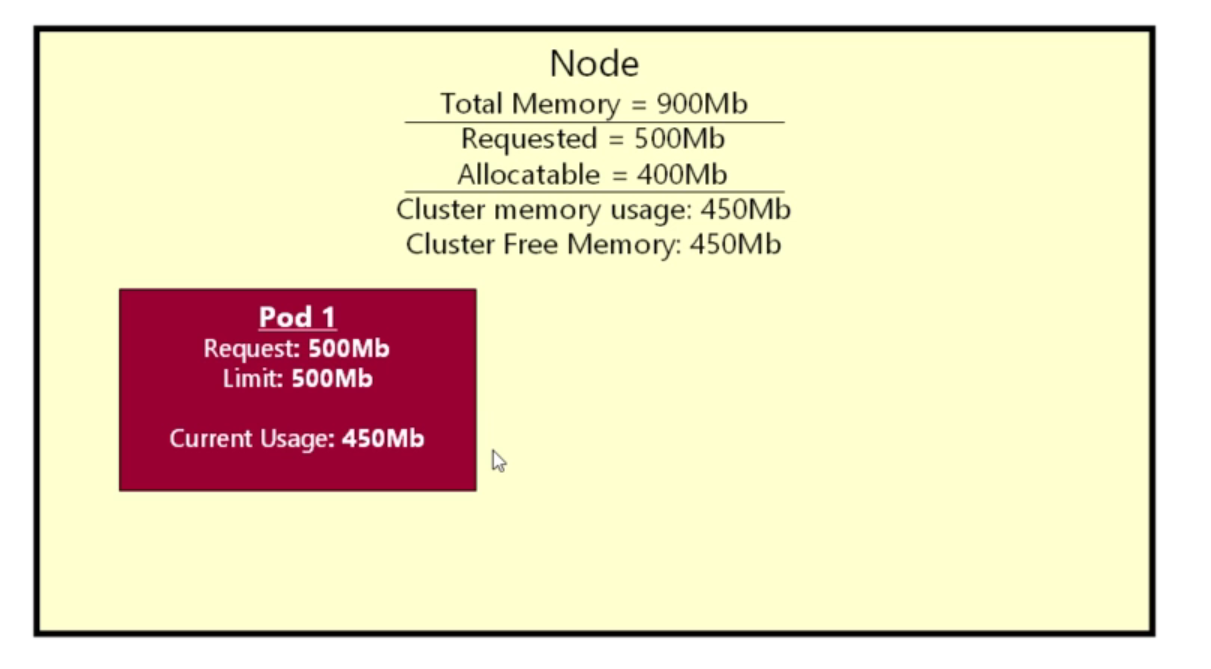 Node
Total Memory = 900Mb
Requested = 500Mb
Allocatable = 400Mb
Cluster memory usage: 450Mb
Cluster Free Memory: 450Mb
Pod 1
Request: 500Mb
Limit: 500Mb
Current Usage: 450Mb